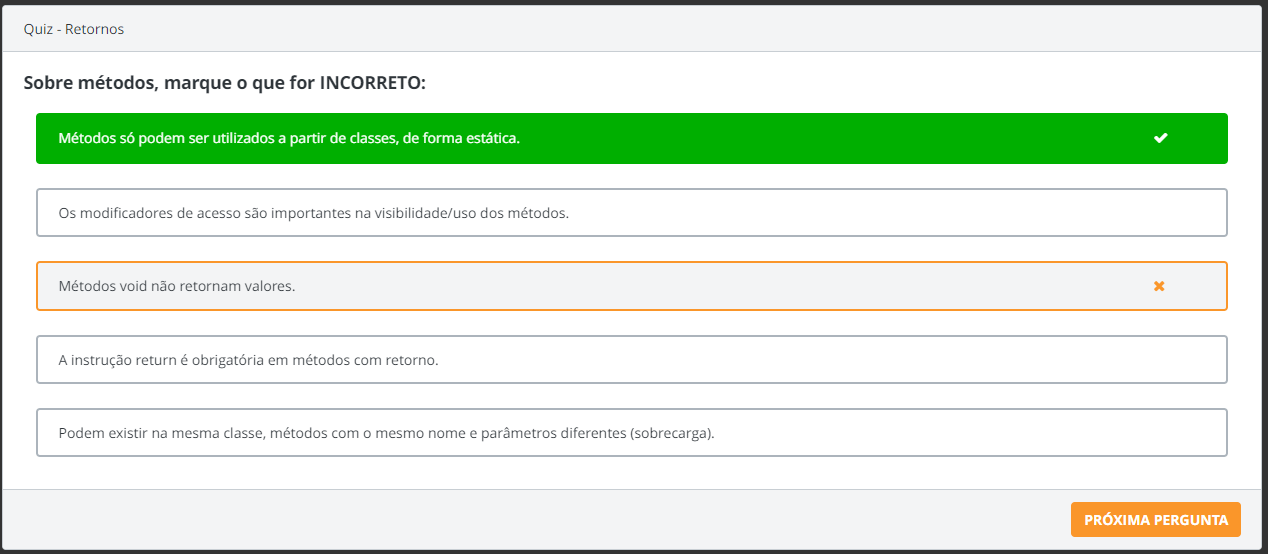 Quiz - Retornos
Sobre métodos, marque o que for INCORRETO:
Métodos só podem ser utilizados a partir de classes, de forma estática.
Os modificadores de acesso são importantes na visibilidade/uso dos métodos.
Métodos void não retornam valores.
A instrução return é obrigatória em métodos com retorno.
Podem existir na mesma classe, métodos com o mesmo nome e parâmetros diferentes (sobrecarga).
PRÓXIMA PERGUNTA